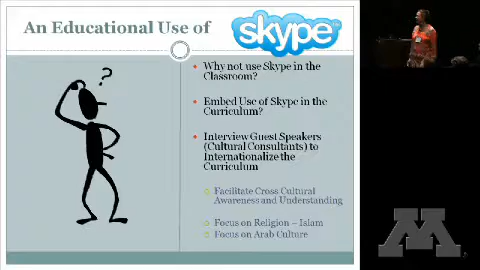 An Educational Use of
skype™
?
Why not use Skype in the
Classroom?
Embed Use of Skype in the
Curriculum?
Interview Guest Speakers
(Cultural Consultants) to
Internationalize the
Curriculum
Facilitate Cross Cultural
Awareness and Understanding
Focus on Religion – Islam
Focus on Arab Culture
M